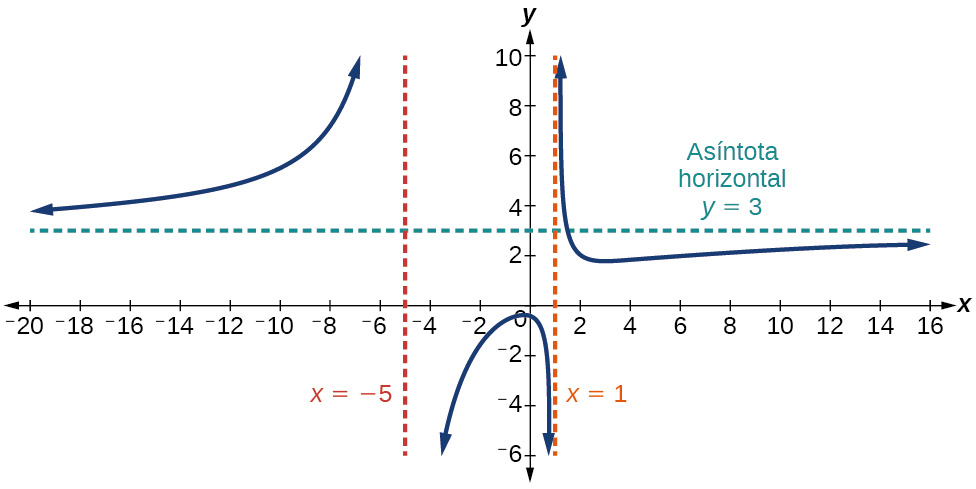 y
10
8
6
4
2
Asíntota
horizontal
y = 3
−20 −18 −16 −14 −12 −10 −8 −6 −4 −2 0 2 4 6 8 10 12 14 16 x
−2
−4
−6
x = −5
x = 1